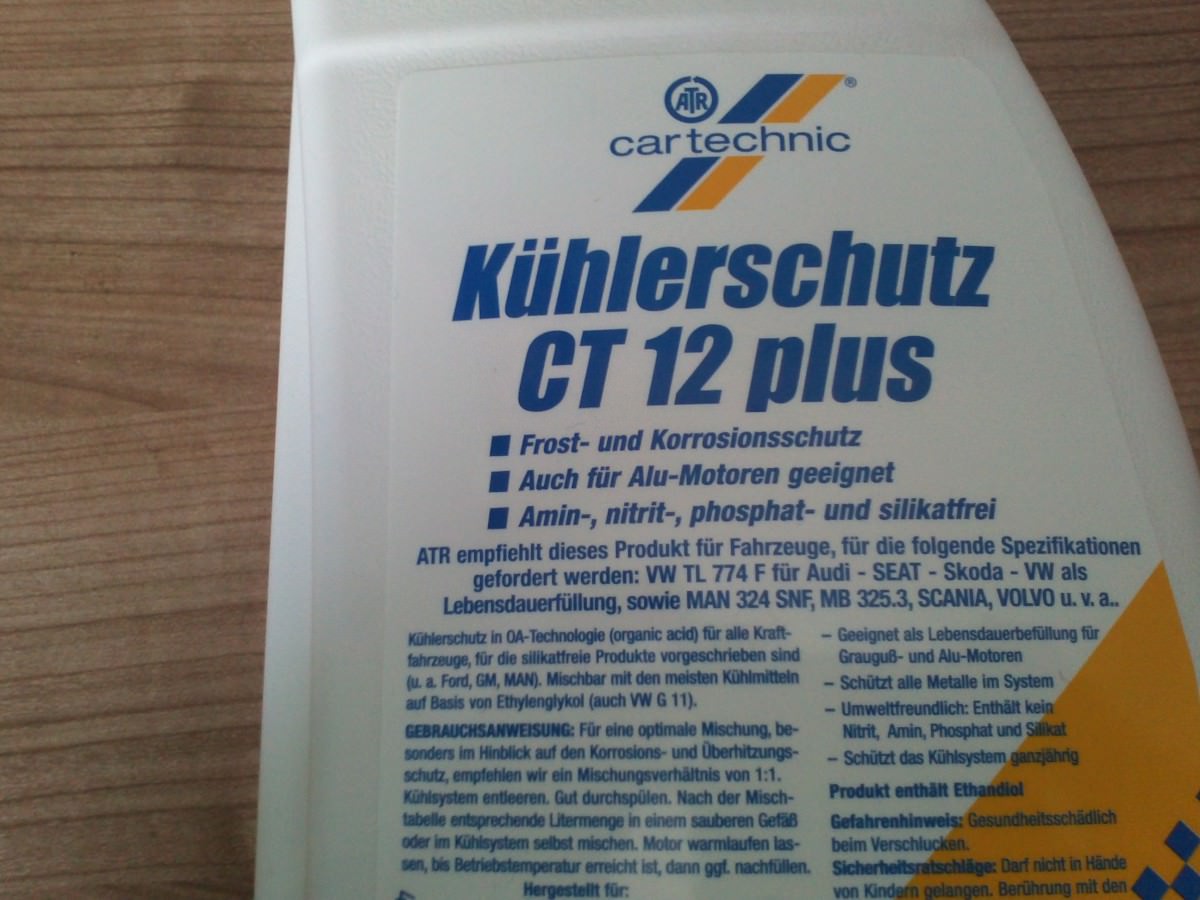 ATR
®
cartechnic
Kühlerschutz
CT 12 plus
Frost- und Korrosionsschutz
Auch für Alu-Motoren geeignet
Amin-, nitrit-, phosphat- und silikatfrei
ATR empfiehlt dieses Produkt für Fahrzeuge, für die folgende Spezifikationen
gefordert werden: VW TL 774 F für Audi - SEAT - Skoda - VW als
Lebensdauerfüllung, sowie MAN 324 SNF, MB 325.3, SCANIA, VOLVO u. v. a..
Kühlerschutz in OA-Technologie (organic acid) für alle Kraft-
fahrzeuge, für die silikatfreie Produkte vorgeschrieben sind
(u. a. Ford, GM, MAN). Mischbar mit den meisten Kühlmitteln
auf Basis von Ethylenglykol (auch VW G 11).
GEBRAUCHSANWEISUNG: Für eine optimale Mischung, be-
sonders im Hinblick auf den Korrosions- und Überhitzungs-
schutz, empfehlen wir ein Mischungsverhältnis von 1:1.
Kühlsystem entleeren. Gut durchspülen. Nach der Misch-
tabelle entsprechende Litermenge in einem sauberen Gefäß
oder im Kühlsystem selbst mischen. Motor warmlaufen las-
sen, bis Betriebstemperatur erreicht ist, dann ggf. nachfüllen.
Hergestellt für:
– Geeignet als Lebensdauerbefüllung für
Grauguß- und Alu-Motoren
– Schützt alle Metalle im System
– Umweltfreundlich: Enthält kein
Nitrit, Amin, Phosphat und Silikat
– Schützt das Kühlsystem ganzjährig
Produkt enthält Ethandiol
Gefahrenhinweis: Gesundheitsschädlich
beim Verschlucken.
Sicherheitsratschläge: Darf nicht in Hände
von Kindern gelangen. Berührung mit den